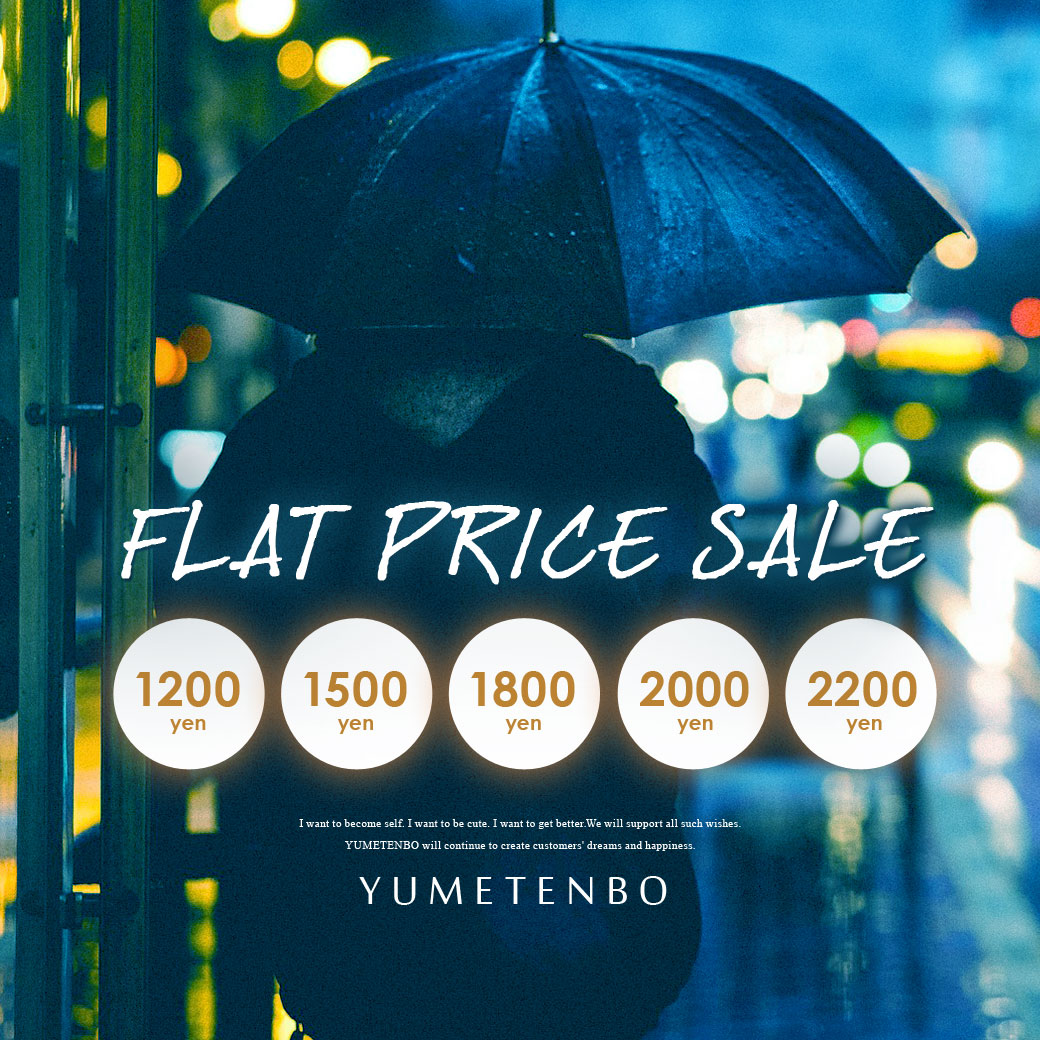 FLAT PRICE SALE
1200 1500 1800 2000 2200
yen yen yen yen yen
I want to become self. I want to be cute. I want to get better.We will support all such wishes.
YUMETENBO will continue to create customers' dreams and happiness.
YUMETENBO